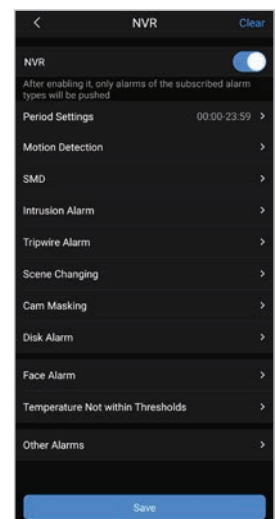 NVR Clear
NVR
After enabling it, only alarms of the subscribed alarm
types will be pushed
Period Settings 00:00-23:59
Motion Detection
SMD
Intrusion Alarm
Tripwire Alarm
Scene Changing
Cam Masking
Disk Alarm
Face Alarm
Temperature Not within Thresholds
Other Alarms
Save